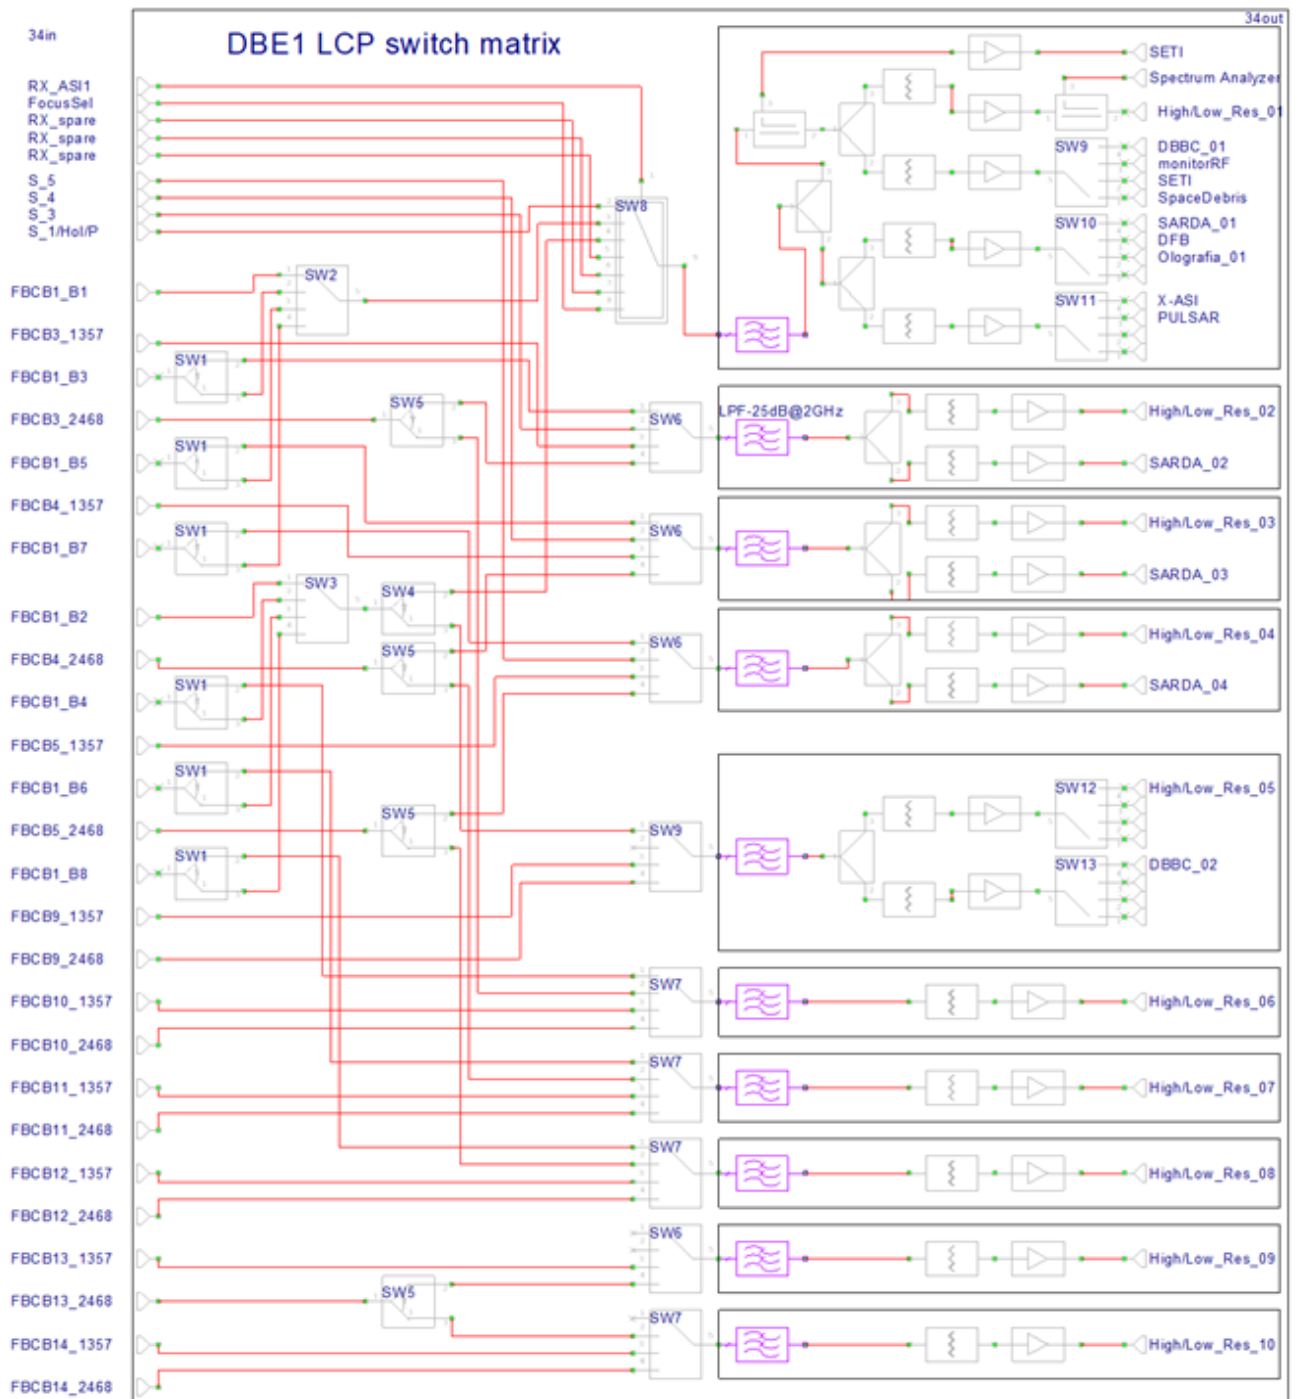 34in
34out
DBE1 LCP switch matrix
RX_ASI1
FocusSel
RX_spare
RX_spare
RX_spare
S_5
S_4
S_3
S_1/Hol/P
FBCB1_B1
FBCB3_1357
FBCB1_B3
FBCB3_2468
FBCB1_B5
FBCB4_1357
FBCB1_B7
FBCB1_B2
FBCB4_2468
FBCB1_B4
FBCB5_1357
FBCB1_B6
FBCB5_2468
FBCB1_B8
FBCB9_1357
FBCB9_2468
FBCB10_1357
FBCB10_2468
FBCB11_1357
FBCB11_2468
FBCB12_1357
FBCB12_2468
FBCB13_1357
FBCB13_2468
FBCB14_1357
FBCB14_2468
SW2
SW1
SW1
SW1
SW3
SW1
SW1
SW1
SW5
SW4
SW5
SW5
SW5
SW8
SW6
SW6
SW6
SW9
SW7
SW7
SW7
SW6
SW7
LPF-25dB@2GHz
SW9
SW10
SW11
SW12
SW13
SETI
Spectrum Analyzer
High/Low_Res_01
DBBC_01
monitorRF
SETI
SpaceDebris
SARDA_01
DFB
Olografia_01
X-ASI
PULSAR
High/Low_Res_02
SARDA_02
High/Low_Res_03
SARDA_03
High/Low_Res_04
SARDA_04
High/Low_Res_05
DBBC_02
High/Low_Res_06
High/Low_Res_07
High/Low_Res_08
High/Low_Res_09
High/Low_Res_10